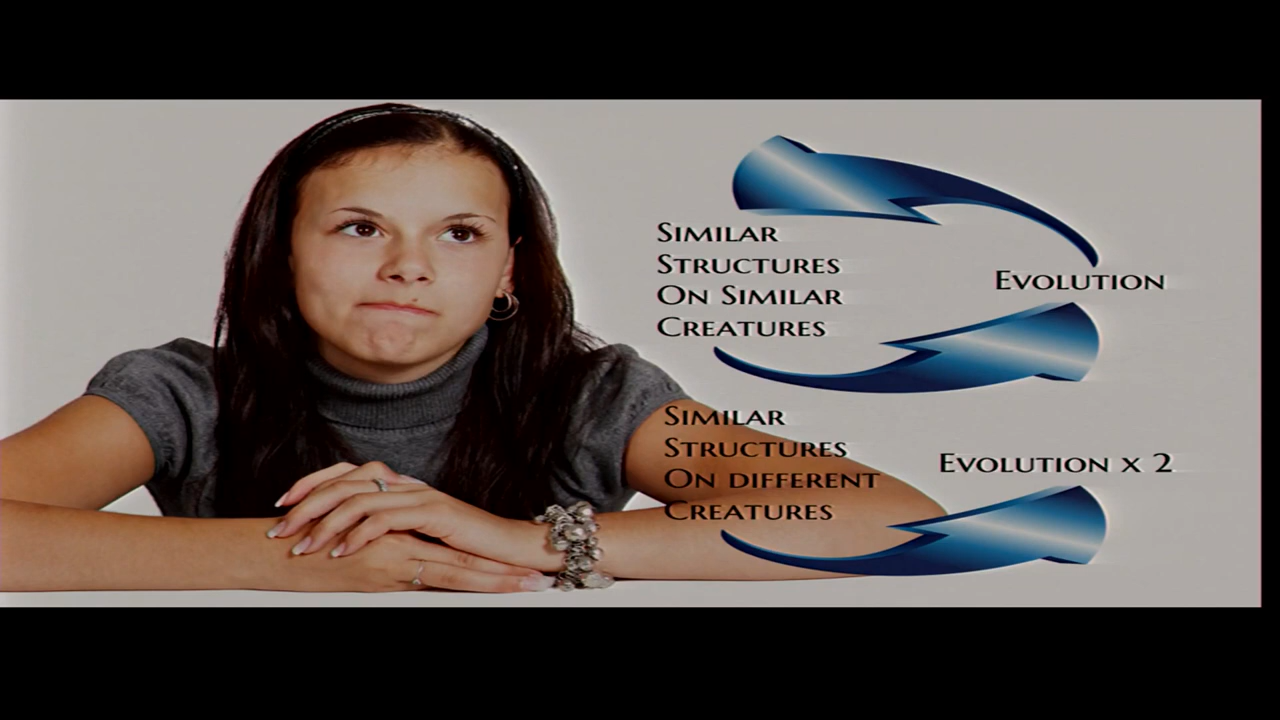 Similar
Structures
On Similar
Creatures
Evolution
Similar
Structures
On different
Creatures
Evolution x 2